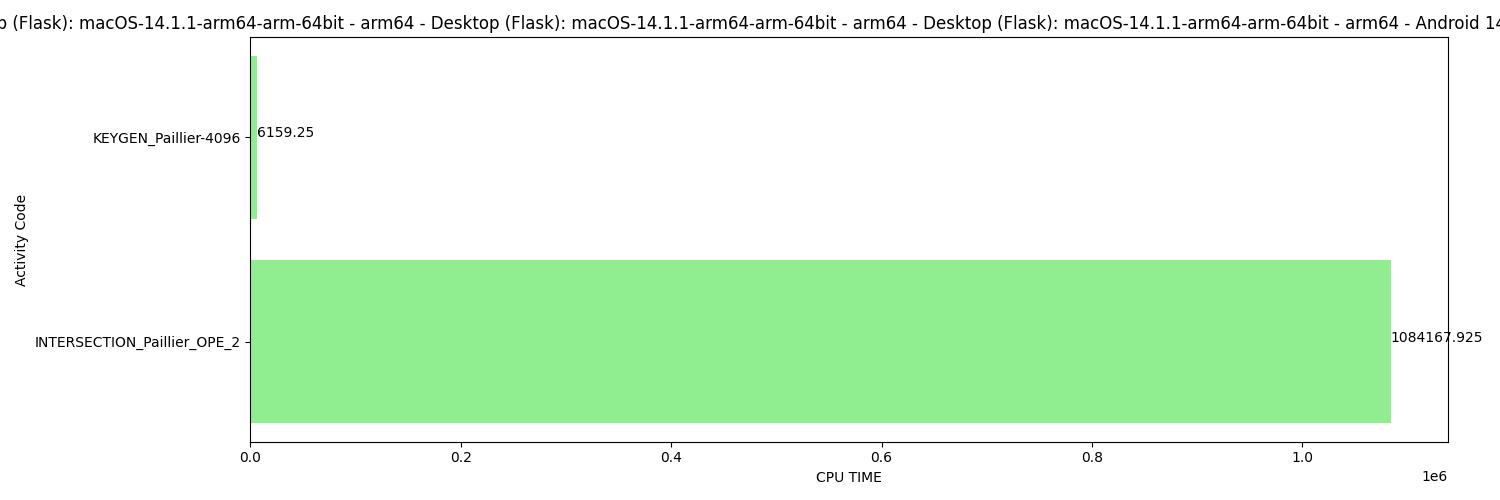 (Flask): macOS-14.1.1-arm64-arm-64bit - arm64 - Desktop (Flask): macOS-14.1.1-arm64-arm-64bit - arm64 - Desktop (Flask): macOS-14.1.1-arm64-arm-64bit - arm64 - Android 14
KEYGEN_Paillier-4096
6159.25
Activity Code
INTERSECTION_Paillier_OPE_2
1084167.925
0.0 0.2 0.4 0.6 0.8 1.0
CPU TIME
1e6